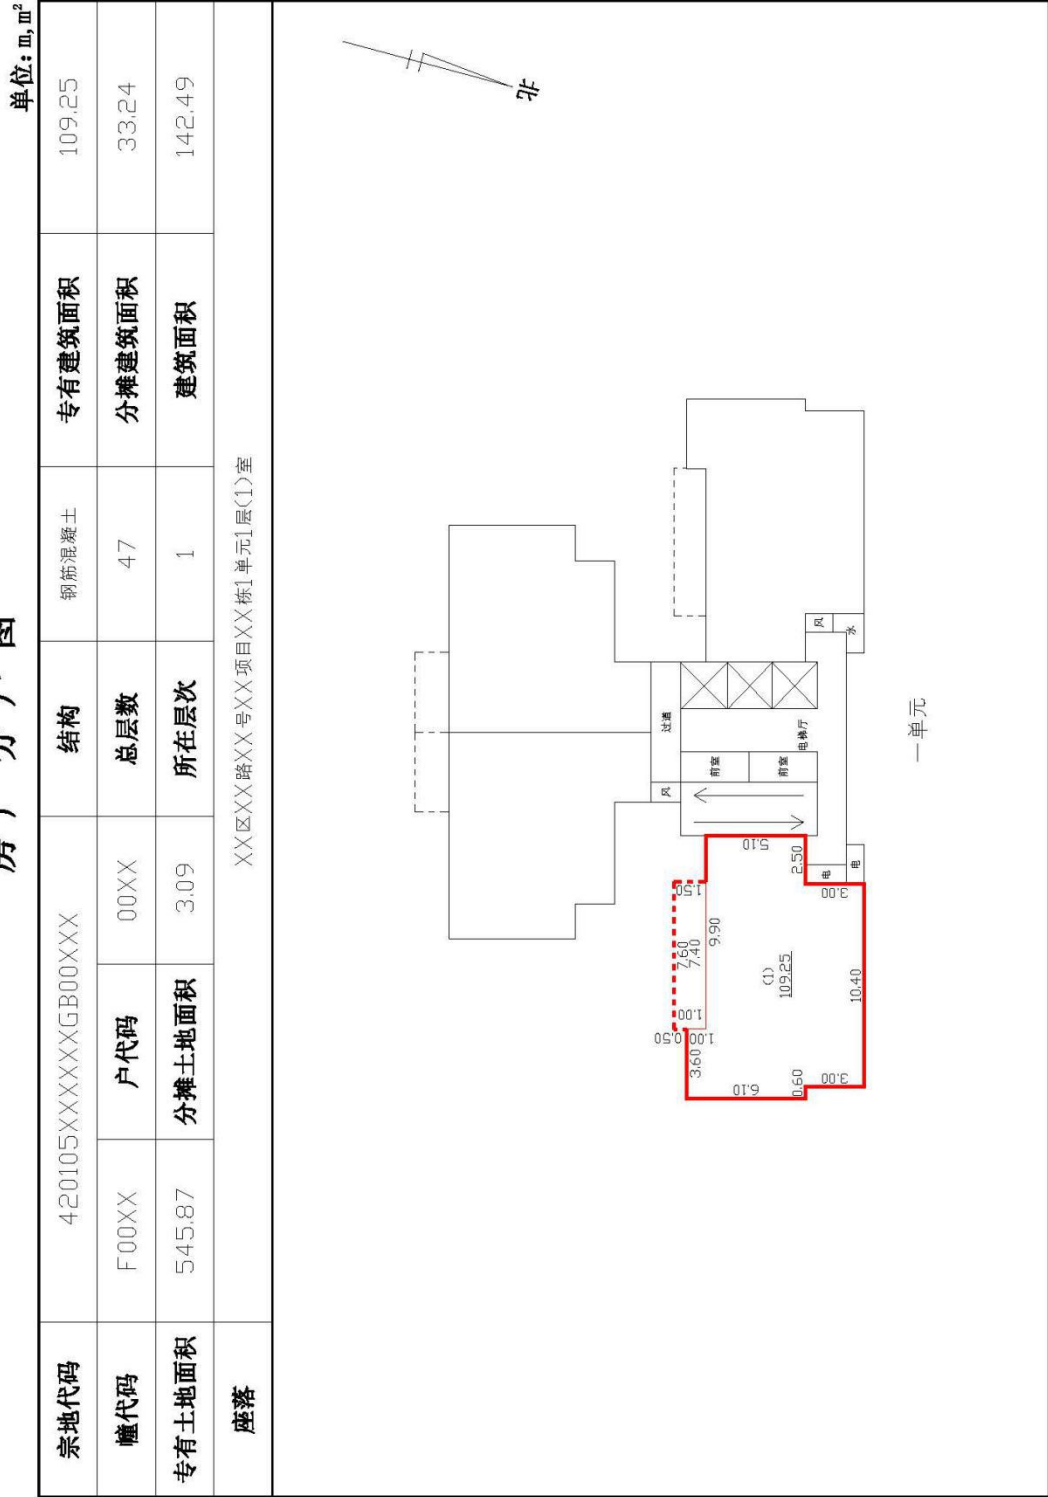 房产分户图
单位: m, m²
宗地代码 420105XXXXXXGB00XXX 结构 钢筋混凝土 专有建筑面积 109.25
幢代码 F00XX 户代码 00XX 总层数 47 分摊建筑面积 33.24
专有土地面积 545.87 分摊土地面积 3.09 所在层次 1 建筑面积 142.49
座落 XX区XX路XX号XX项目XX栋1单元1层(1)室
北
过道
风
前室
前室
电梯厅
风
水
电
电
1.50
7.60
7.40
9.90
1.00
1.00
0.50
3.60
6.10
0.60
3.00
10.40
3.00
2.50
5.10
(1)
109.25
一单元